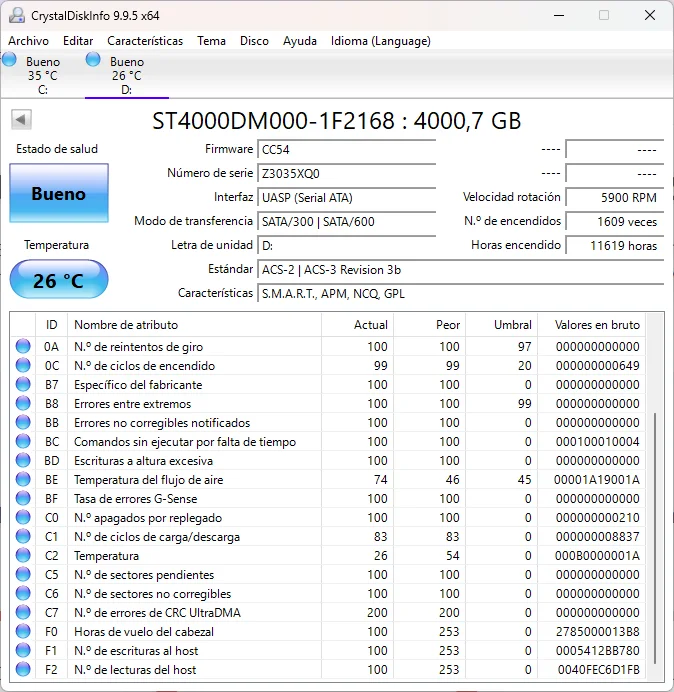 CrystalDiskInfo 9.9.5 x64
Archivo Editar Características Tema Disco Ayuda Idioma (Language)
Bueno Bueno
35 °C 26 °C
C: D:
ST4000DM000-1F2168 : 4000,7 GB
Estado de salud
Bueno
Temperatura
26 °C
Firmware CC54 ---- ----
Número de serie Z3035XQ0 ---- ----
Interfaz UASP (Serial ATA) Velocidad rotación 5900 RPM
Modo de transferencia SATA/300 | SATA/600 N.º de encendidos 1609 veces
Letra de unidad D: Horas encendido 11619 horas
Estándar ACS-2 | ACS-3 Revision 3b
Características S.M.A.R.T., APM, NCQ, GPL
ID Nombre de atributo Actual Peor Umbral Valores en bruto
0A N.º de reintentos de giro 100 100 97 000000000000
0C N.º de ciclos de encendido 99 99 20 000000000649
B7 Específico del fabricante 100 100 0 000000000000
B8 Errores entre extremos 100 100 99 000000000000
BB Errores no corregibles notificados 100 100 0 000000000000
BC Comandos sin ejecutar por falta de tiempo 100 100 0 000100010004
BD Escrituras a altura excesiva 100 100 0 000000000000
BE Temperatura del flujo de aire 74 46 45 00001A19001A
BF Tasa de errores G-Sense 100 100 0 000000000000
C0 N.º apagados por replegado 100 100 0 000000000210
C1 N.º de ciclos de carga/descarga 83 83 0 000000008837
C2 Temperatura 26 54 0 000B0000001A
C5 N.º de sectores pendientes 100 100 0 000000000000
C6 N.º de sectores no corregibles 100 100 0 000000000000
C7 N.º de errores de CRC UltraDMA 200 200 0 000000000000
F0 Horas de vuelo del cabezal 100 253 0 2785000013B8
F1 N.º de escrituras al host 100 253 0 0005412BB780
F2 N.º de lecturas del host 100 253 0 0040FEC6D1FB